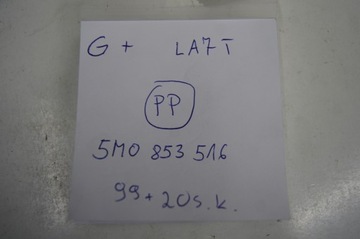 G + LA7T
PP
5M0 853 516
99 + 20s.k.